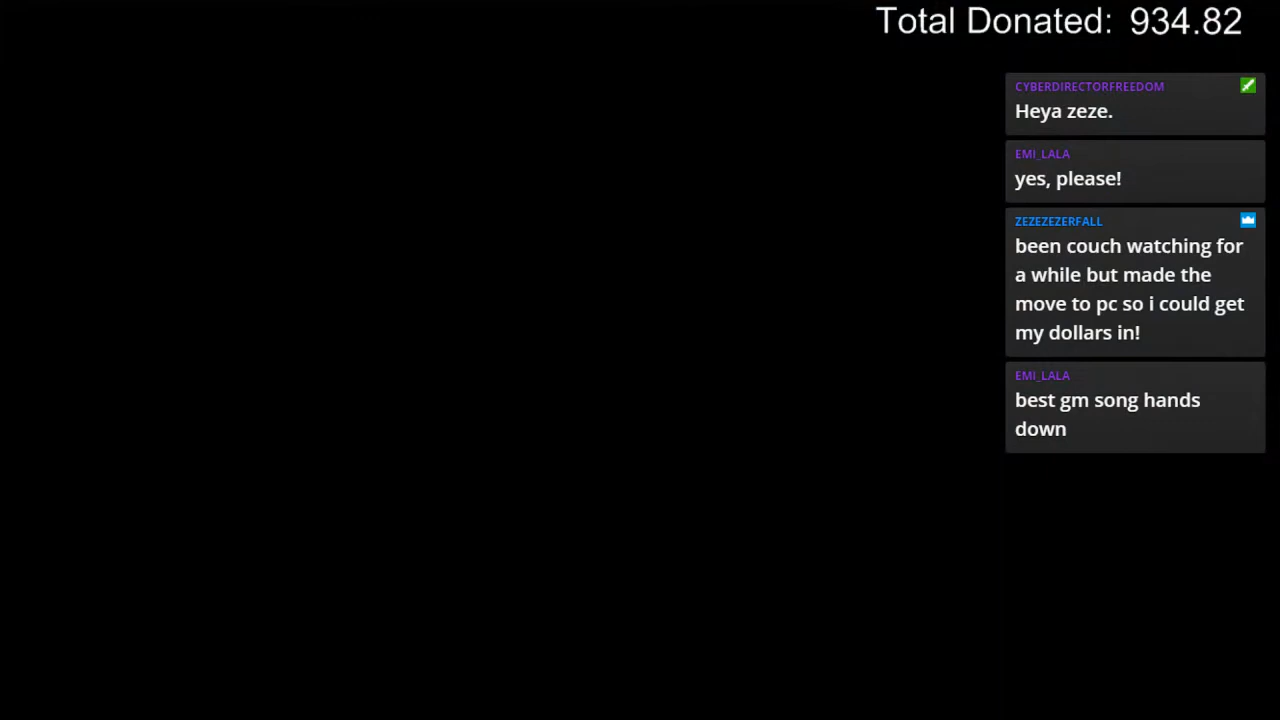 Total Donated: 934.82
CYBERDIRECTORFREEDOM
Heya zeze.
EMI_LALA
yes, please!
ZEZEZEZERFALL
been couch watching for
a while but made the
move to pc so i could get
my dollars in!
EMI_LALA
best gm song hands
down